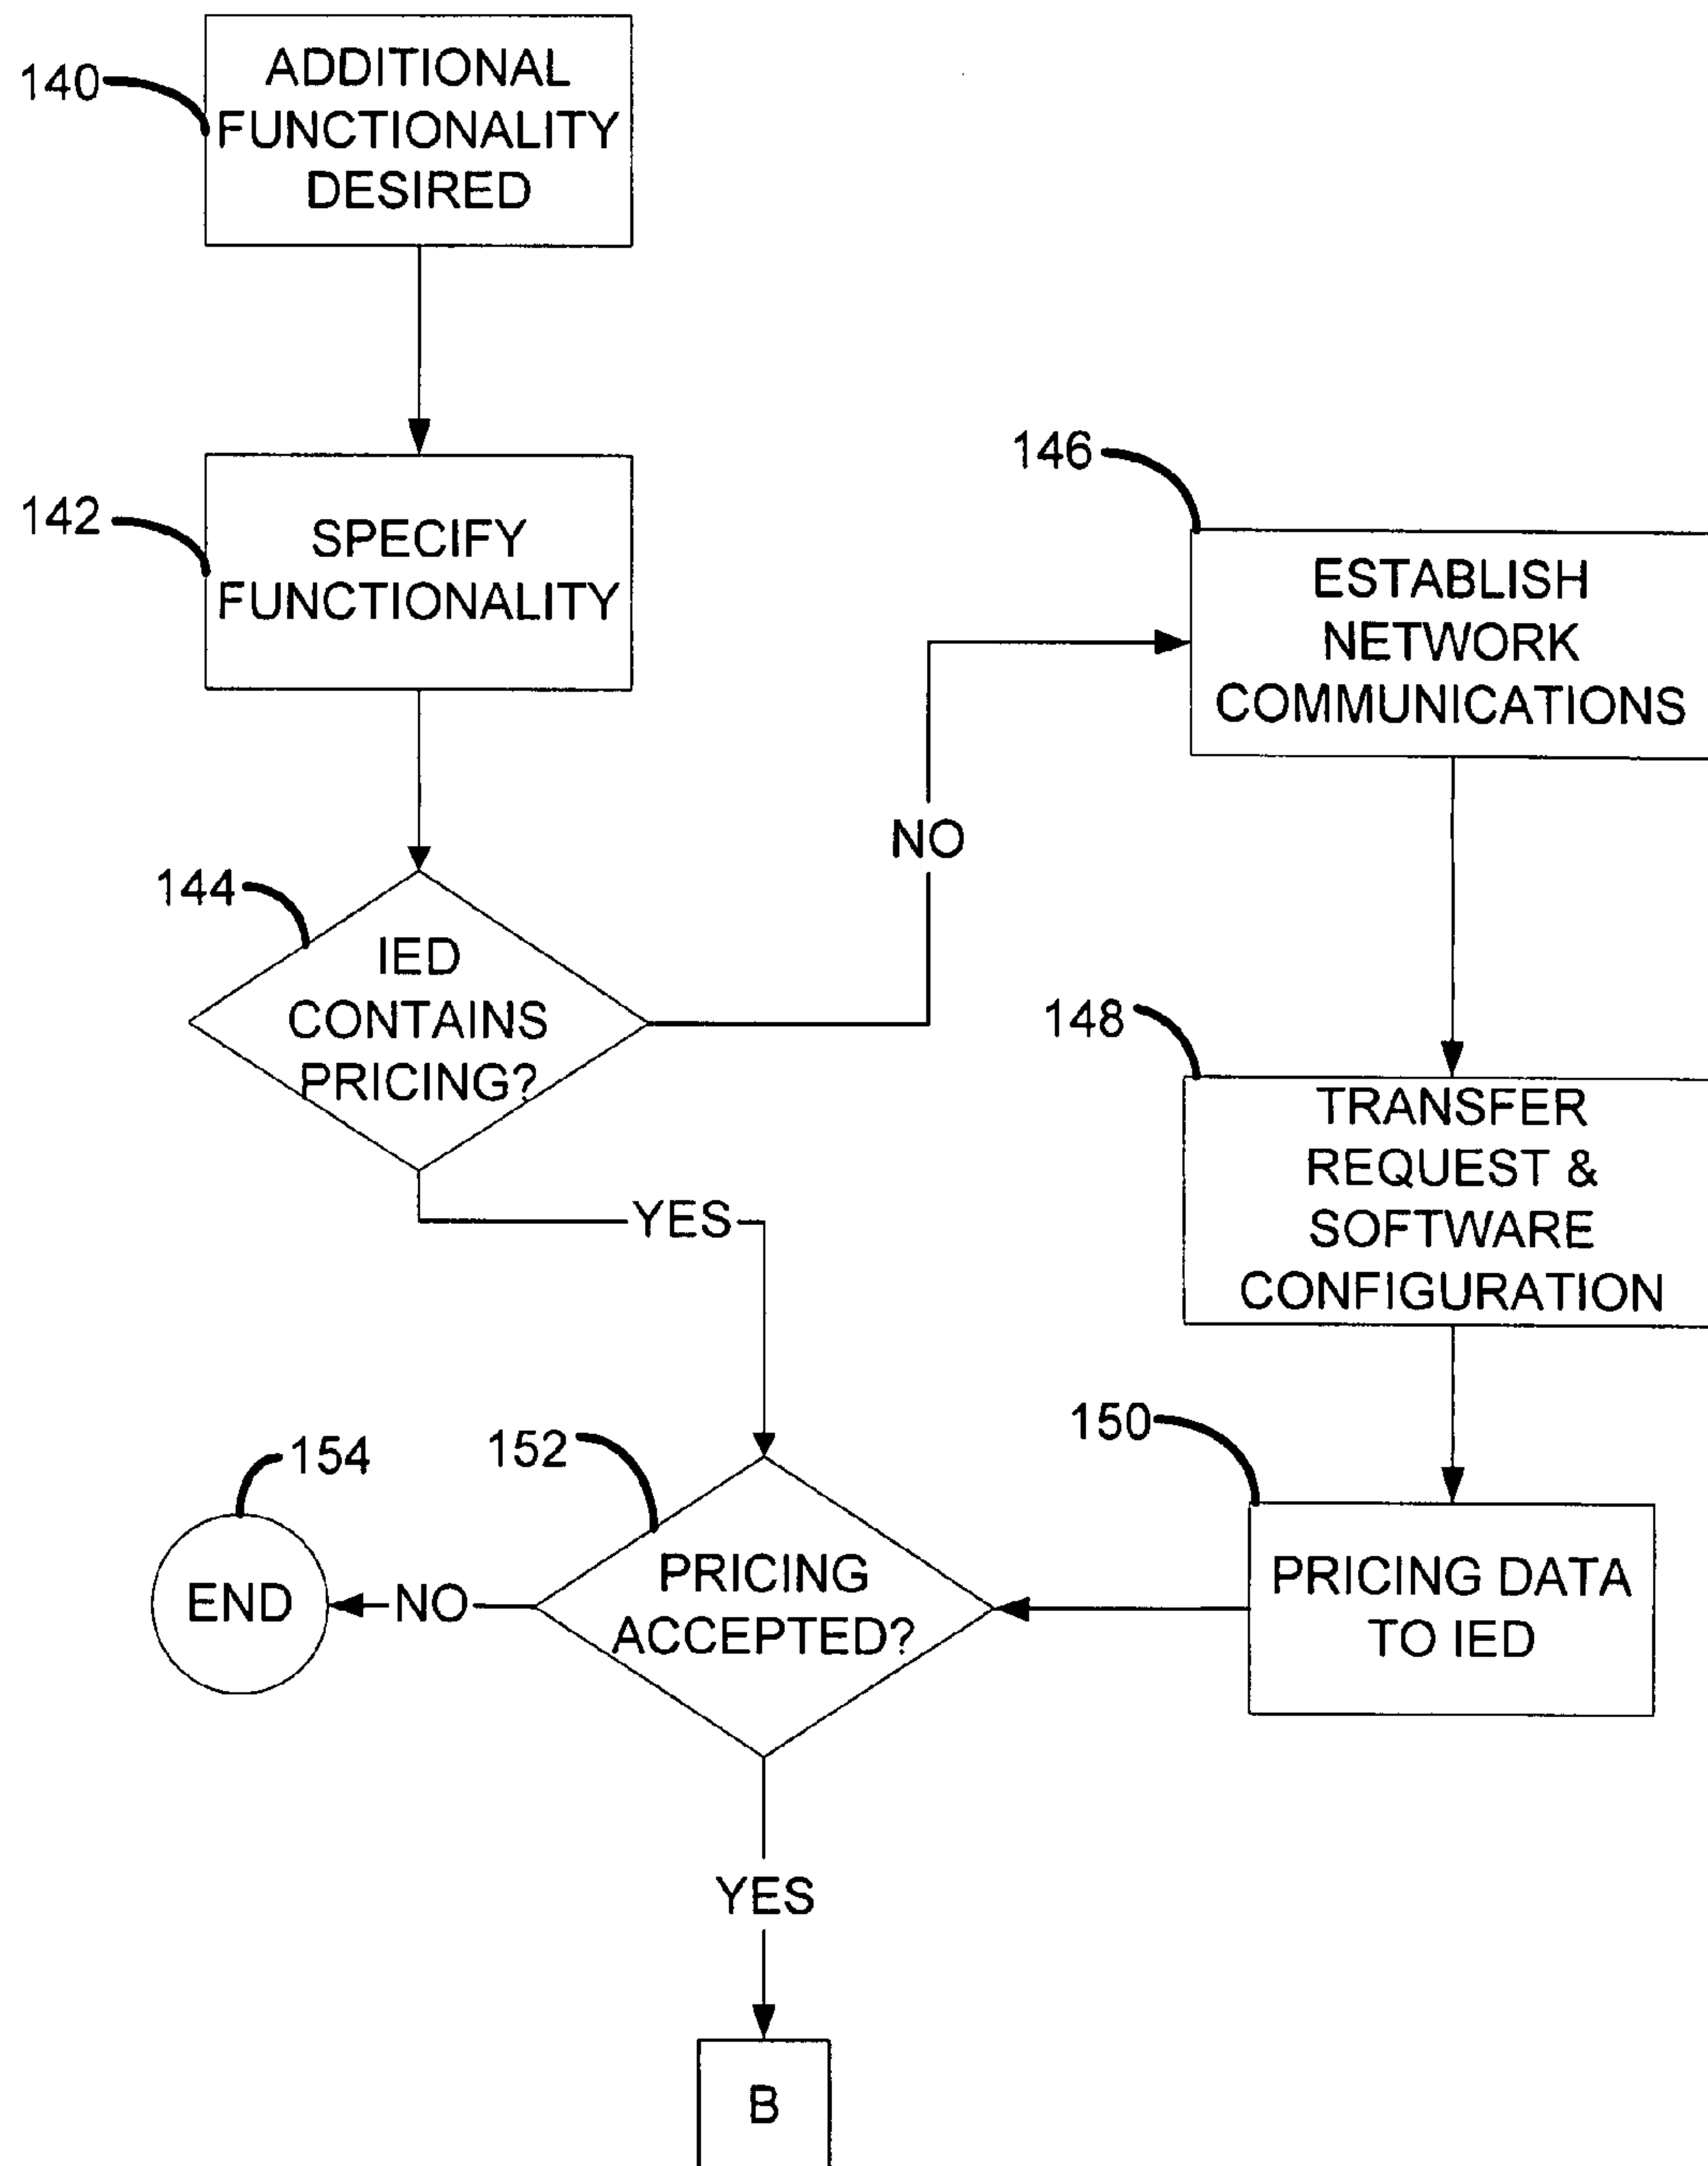 140
ADDITIONAL
FUNCTIONALITY
DESIRED
142
SPECIFY
FUNCTIONALITY
146
ESTABLISH
NETWORK
COMMUNICATIONS
NO
144
IED
CONTAINS
PRICING?
148
TRANSFER
REQUEST &
SOFTWARE
CONFIGURATION
YES
150
PRICING DATA
TO IED
152
PRICING
ACCEPTED?
154
END
NO
YES
B